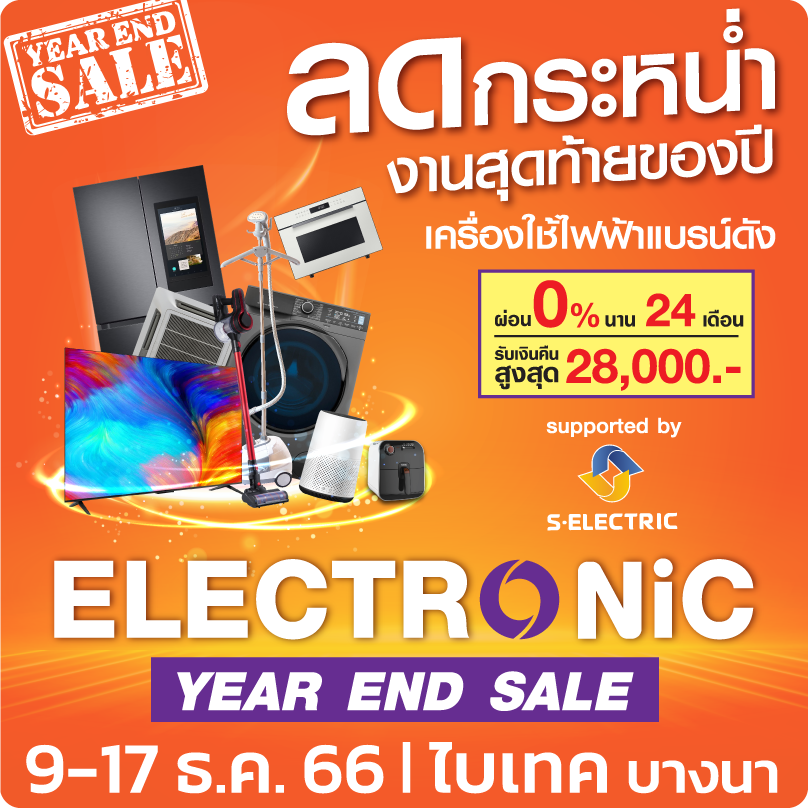 YEAR END
SALE
ลดกระหน่ำ
งานสุดท้ายของปี
เครื่องใช้ไฟฟ้าแบรน์ดัง
ผ่อน 0% นาน 24 เดือน
รับเงินคืน
สูงสุด 28,000.-
supported by
S-ELECTRIC
ELECTRONiC
YEAR END SALE
9-17 ธ.ค. 66 | ไบเทค บางนา